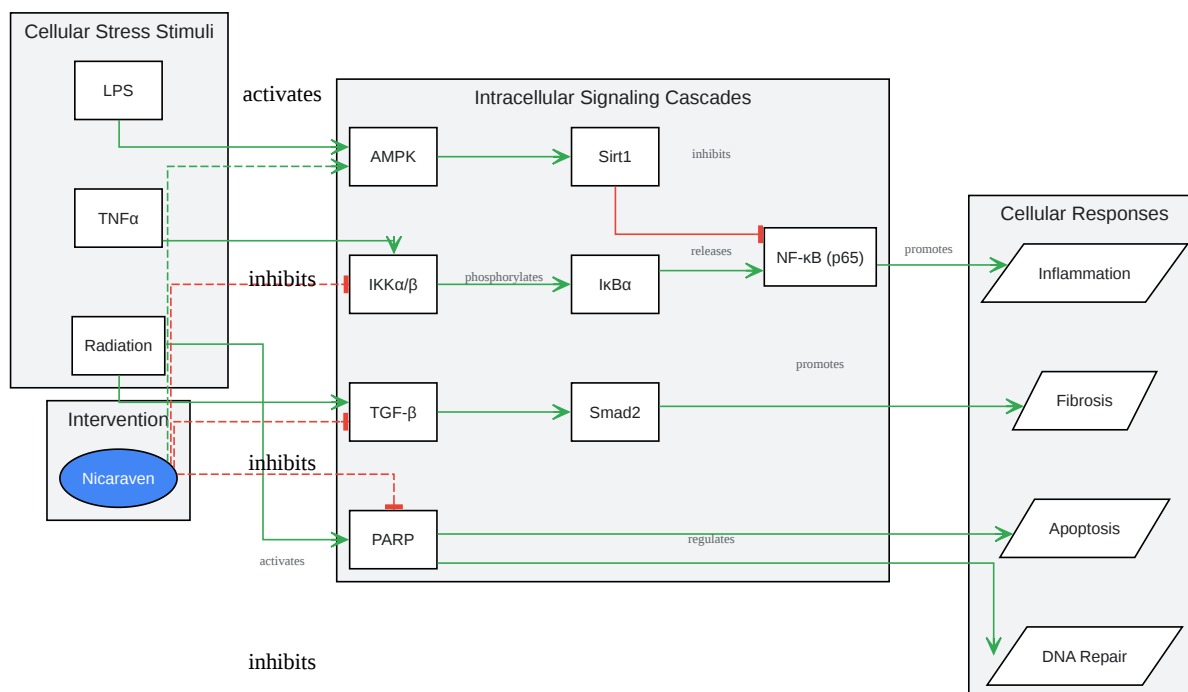 Cellular Stress Stimuli
LPS
TNFα
Radiation
Intervention
Nicaraven
activates
inhibits
inhibits
activates
inhibits
Intracellular Signaling Cascades
AMPK
Sirt1
inhibits
IKKα/β
phosphorylates
IκBα
releases
NF-κB (p65)
promotes
TGF-β
Smad2
promotes
PARP
regulates
Cellular Responses
Inflammation
Fibrosis
Apoptosis
DNA Repair